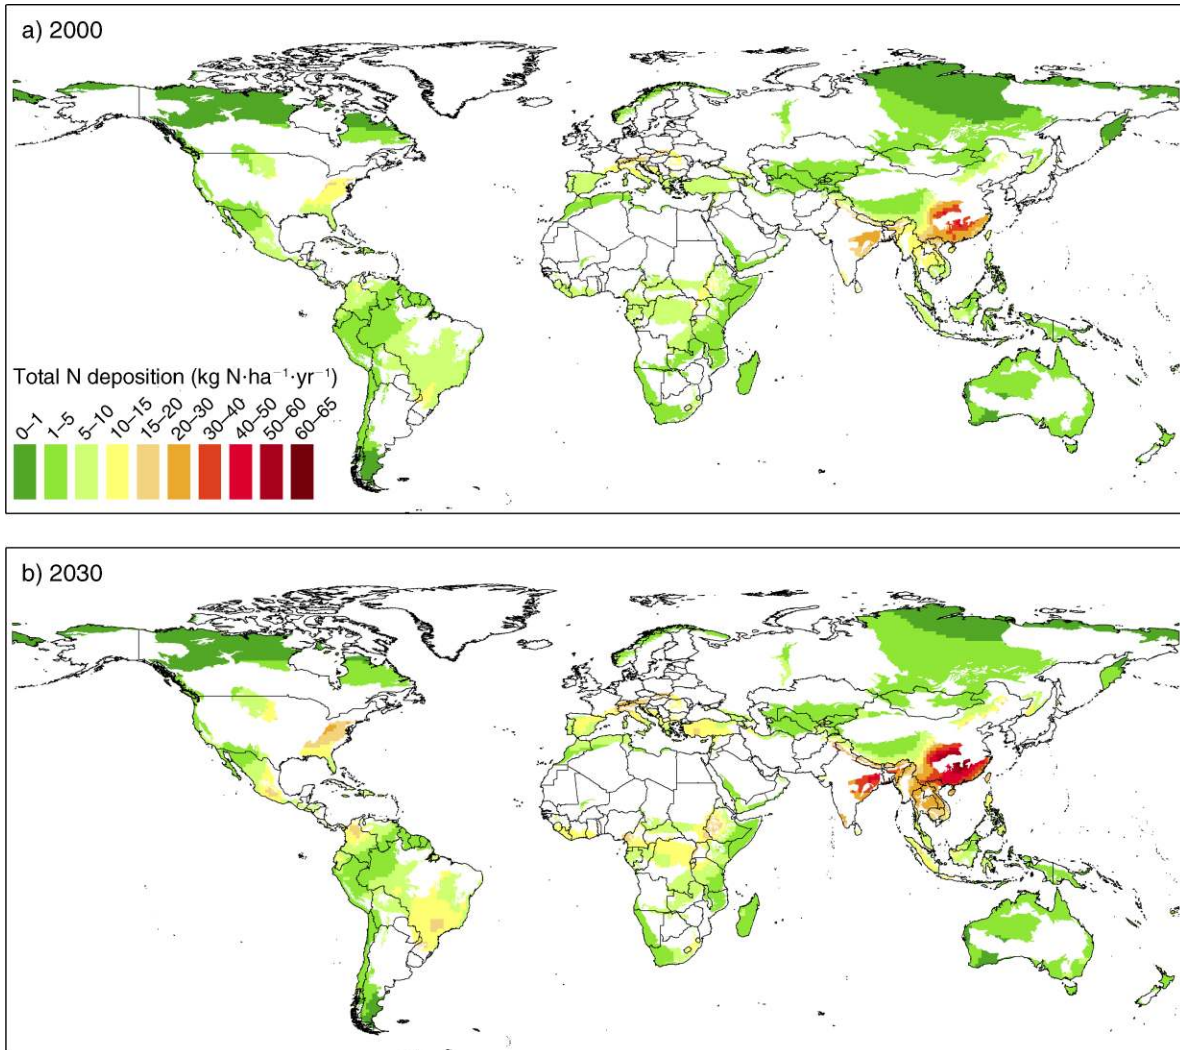 a) 2000
Total N deposition (kg N·ha⁻¹·yr⁻¹)
0–1 1–5 5–10 10–15 15–20 20–30 30–40 40–50 50–60 60–65
b) 2030